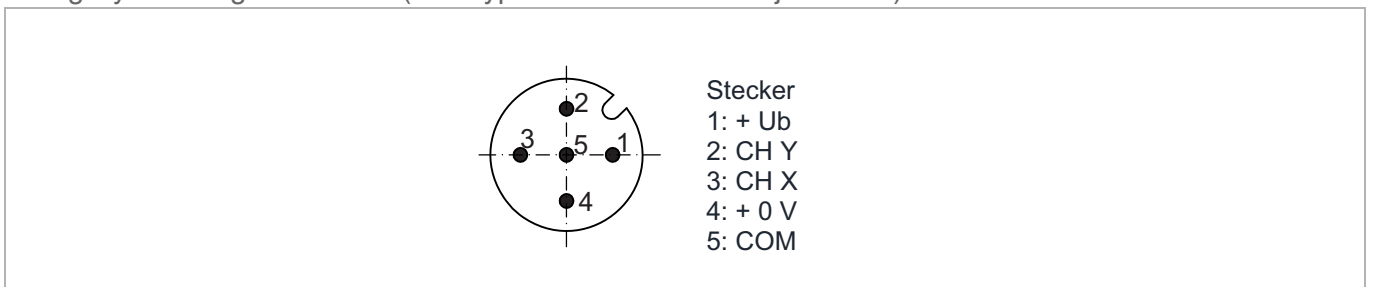 2
3
5
1
4
Stecker
1: + Ub
2: CH Y
3: CH X
4: + 0 V
5: COM